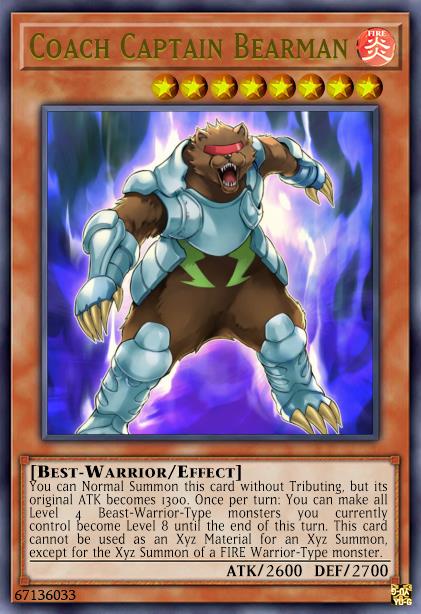 COACH CAPTAIN BEARMAN
FIRE
炎
[BEST-WARRIOR/EFFECT]
You can Normal Summon this card without Tributing, but its
original ATK becomes 1300. Once per turn: You can make all
Level 4 Beast-Warrior-Type monsters you currently
control become Level 8 until the end of this turn. This card
cannot be used as an Xyz Material for an Xyz Summon,
except for the Xyz Summon of a FIRE Warrior-Type monster.
ATK/2600 DEF/2700
67136033